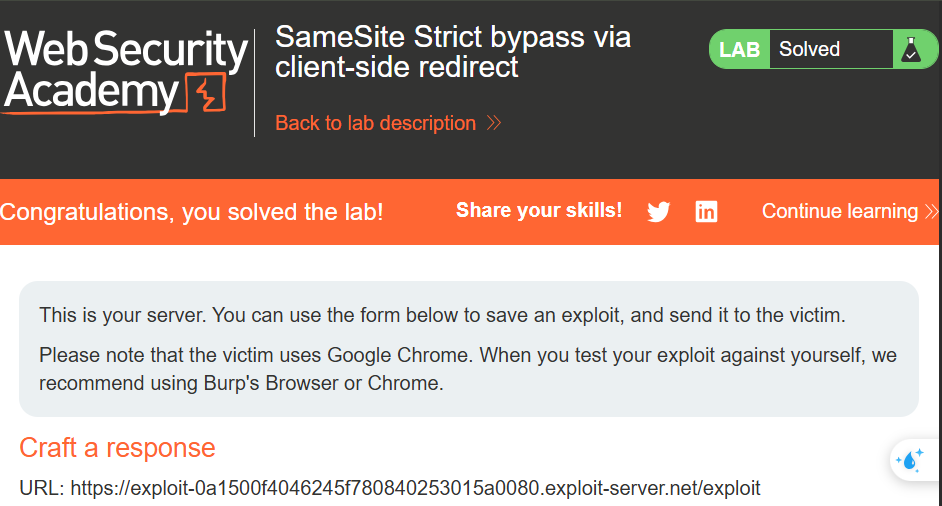 Web Security
Academy
SameSite Strict bypass via
client-side redirect
Back to lab description
LAB Solved
Congratulations, you solved the lab!
Share your skills!
Continue learning
This is your server. You can use the form below to save an exploit, and send it to the victim.
Please note that the victim uses Google Chrome. When you test your exploit against yourself, we
recommend using Burp's Browser or Chrome.
Craft a response
URL: https://exploit-0a1500f4046245f780840253015a0080.exploit-server.net/exploit